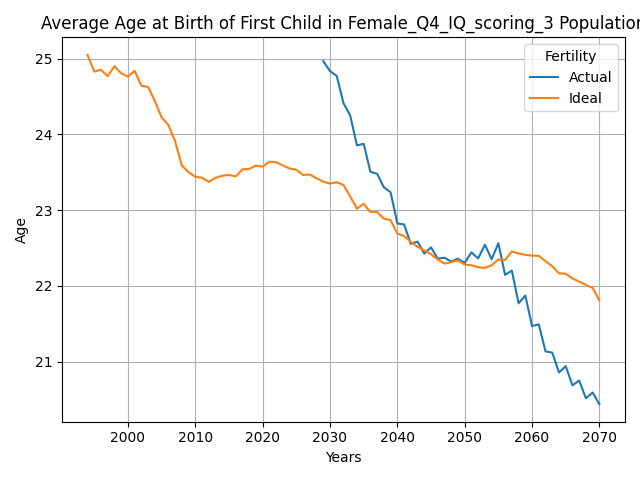 Average Age at Birth of First Child in Female_Q4_IQ_scoring_3 Population
Fertility
Actual
Ideal
25
24
23
22
21
Age
2000 2010 2020 2030 2040 2050 2060 2070
Years